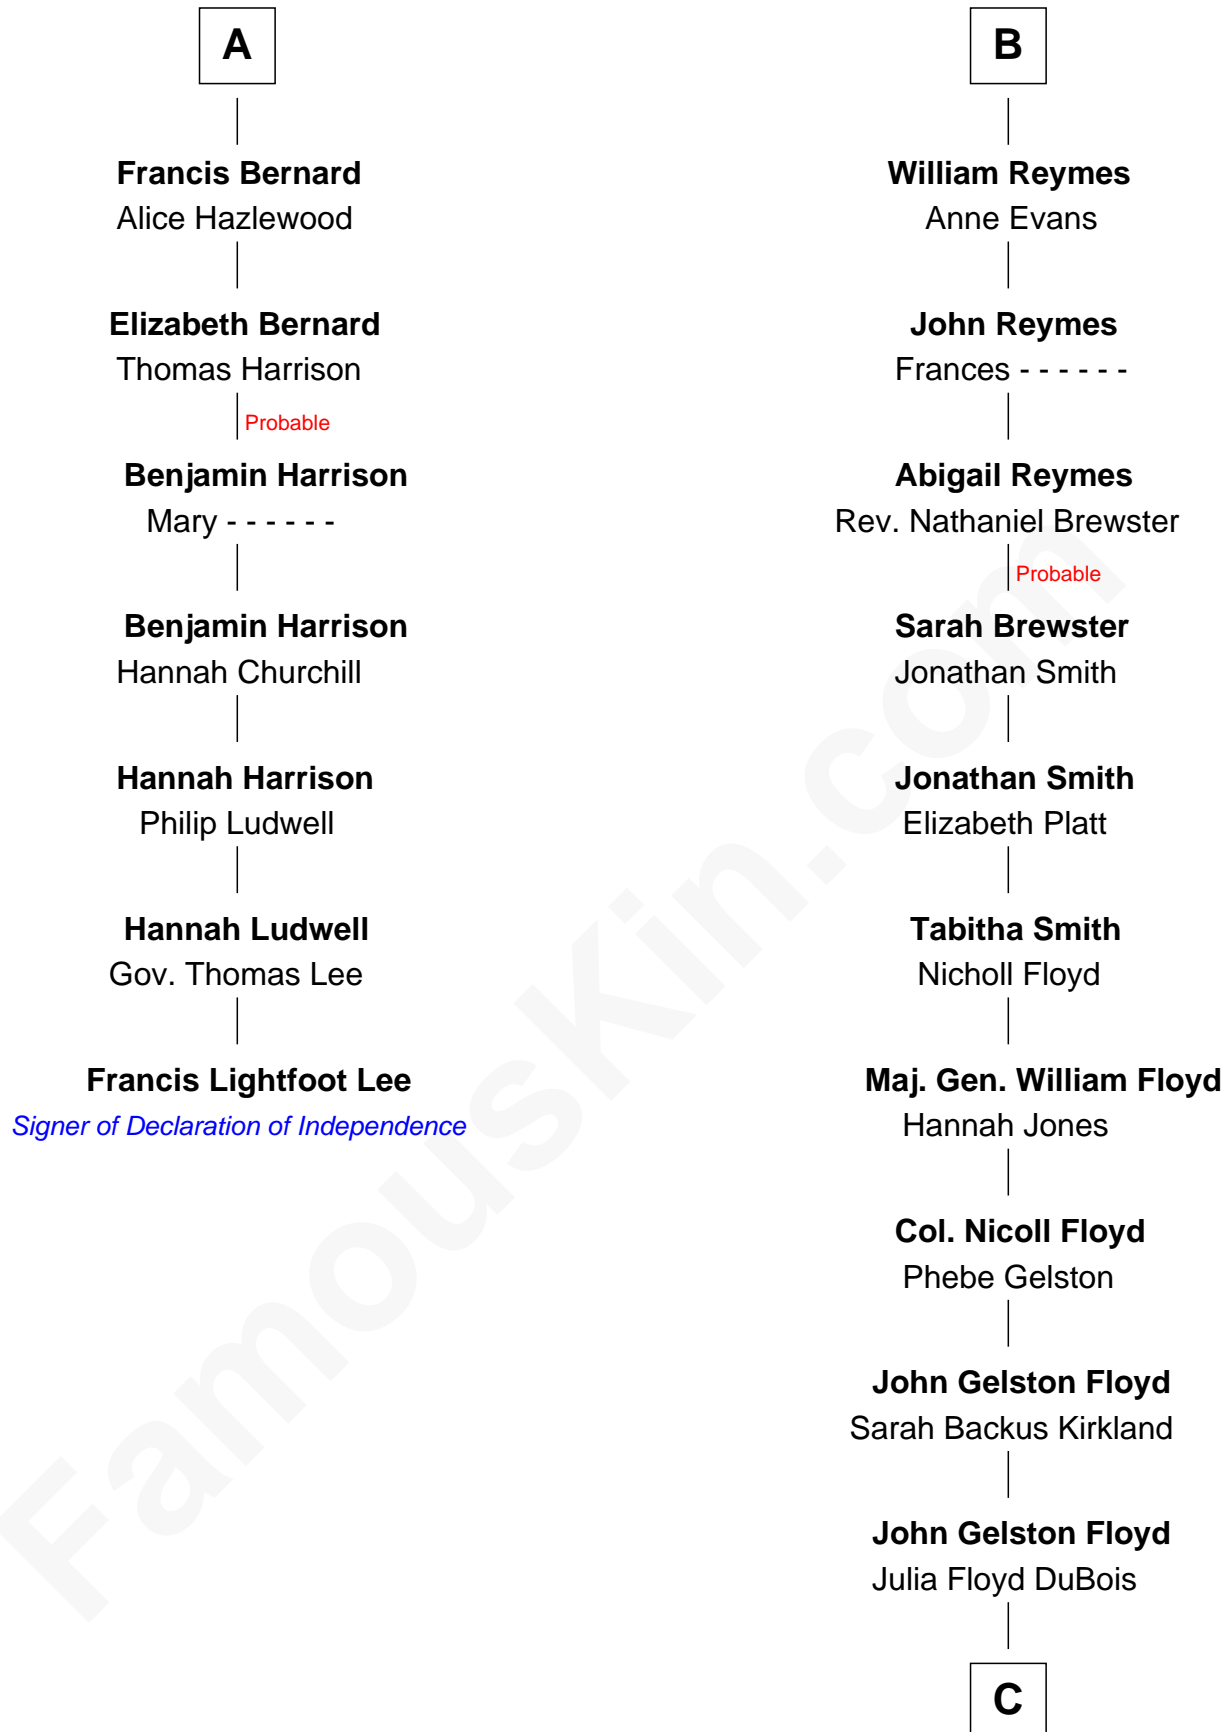 A
Francis Bernard
Alice Hazlewood
Elizabeth Bernard
Thomas Harrison
Probable
Benjamin Harrison
Mary - - - - - -
Benjamin Harrison
Hannah Churchill
Hannah Harrison
Philip Ludwell
Hannah Ludwell
Gov. Thomas Lee
Francis Lightfoot Lee
Signer of Declaration of Independence
B
William Reymes
Anne Evans
John Reymes
Frances - - - - - -
Abigail Reymes
Rev. Nathaniel Brewster
Probable
Sarah Brewster
Jonathan Smith
Jonathan Smith
Elizabeth Platt
Tabitha Smith
Nicholl Floyd
Maj. Gen. William Floyd
Hannah Jones
Col. Nicoll Floyd
Phebe Gelston
John Gelston Floyd
Sarah Backus Kirkland
John Gelston Floyd
Julia Floyd DuBois
C
FamousKin.com